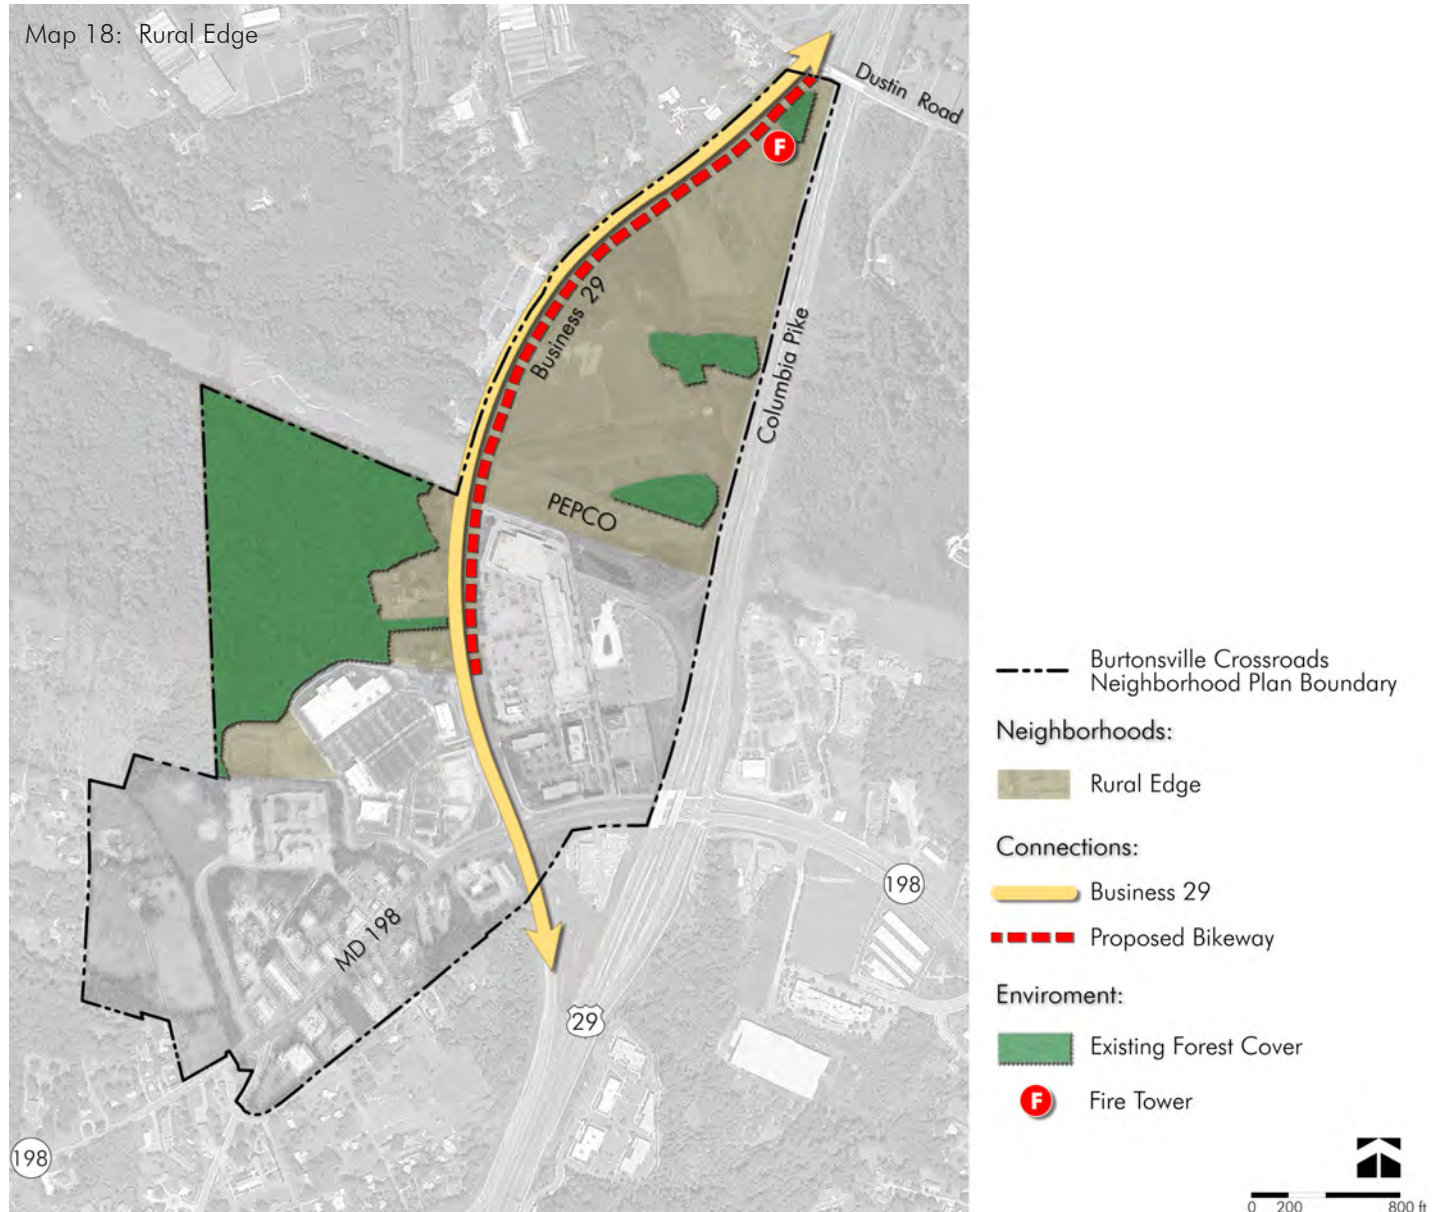 Map 18: Rural Edge
Dustin Road
F
Business 29
Columbia Pike
PEPCO
198
MD 198
29
198
Burtonsville Crossroads
Neighborhood Plan Boundary
Neighborhoods:
Rural Edge
Connections:
Business 29
Proposed Bikeway
Enviroment:
Existing Forest Cover
F Fire Tower
0 200 800 ft